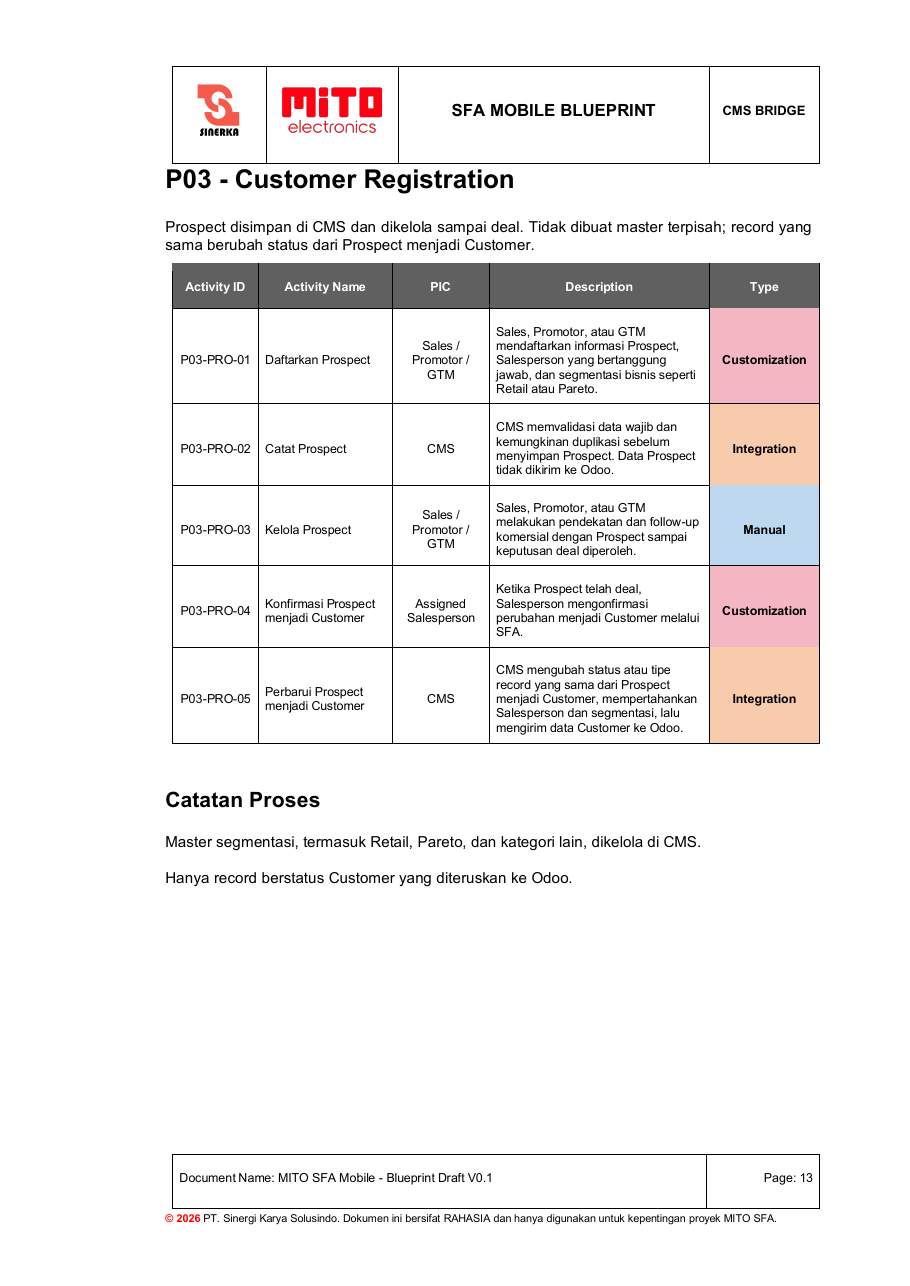 SINERKA
MiTO
electronics
SFA MOBILE BLUEPRINT
CMS BRIDGE
P03 - Customer Registration
Prospect disimpan di CMS dan dikelola sampai deal. Tidak dibuat master terpisah; record yang
sama berubah status dari Prospect menjadi Customer.
Activity ID
Activity Name
PIC
Description
Type
P03-PRO-01
Daftarkan Prospect
Sales /
Promotor /
GTM
Sales, Promotor, atau GTM
mendaftarkan informasi Prospect,
Salesperson yang bertanggung
jawab, dan segmentasi bisnis seperti
Retail atau Pareto.
Customization
P03-PRO-02
Catat Prospect
CMS
CMS memvalidasi data wajib dan
kemungkinan duplikasi sebelum
menyimpan Prospect. Data Prospect
tidak dikirim ke Odoo.
Integration
P03-PRO-03
Kelola Prospect
Sales /
Promotor /
GTM
Sales, Promotor, atau GTM
melakukan pendekatan dan follow-up
komersial dengan Prospect sampai
keputusan deal diperoleh.
Manual
P03-PRO-04
Konfirmasi Prospect
menjadi Customer
Assigned
Salesperson
Ketika Prospect telah deal,
Salesperson mengonfirmasi
perubahan menjadi Customer melalui
SFA.
Customization
P03-PRO-05
Perbarui Prospect
menjadi Customer
CMS
CMS mengubah status atau tipe
record yang sama dari Prospect
menjadi Customer, mempertahankan
Salesperson dan segmentasi, lalu
mengirim data Customer ke Odoo.
Integration
Catatan Proses
Master segmentasi, termasuk Retail, Pareto, dan kategori lain, dikelola di CMS.
Hanya record berstatus Customer yang diteruskan ke Odoo.
Document Name: MITO SFA Mobile - Blueprint Draft V0.1
Page: 13
© 2026 PT. Sinergi Karya Solusindo. Dokumen ini bersifat RAHASIA dan hanya digunakan untuk kepentingan proyek MITO SFA.